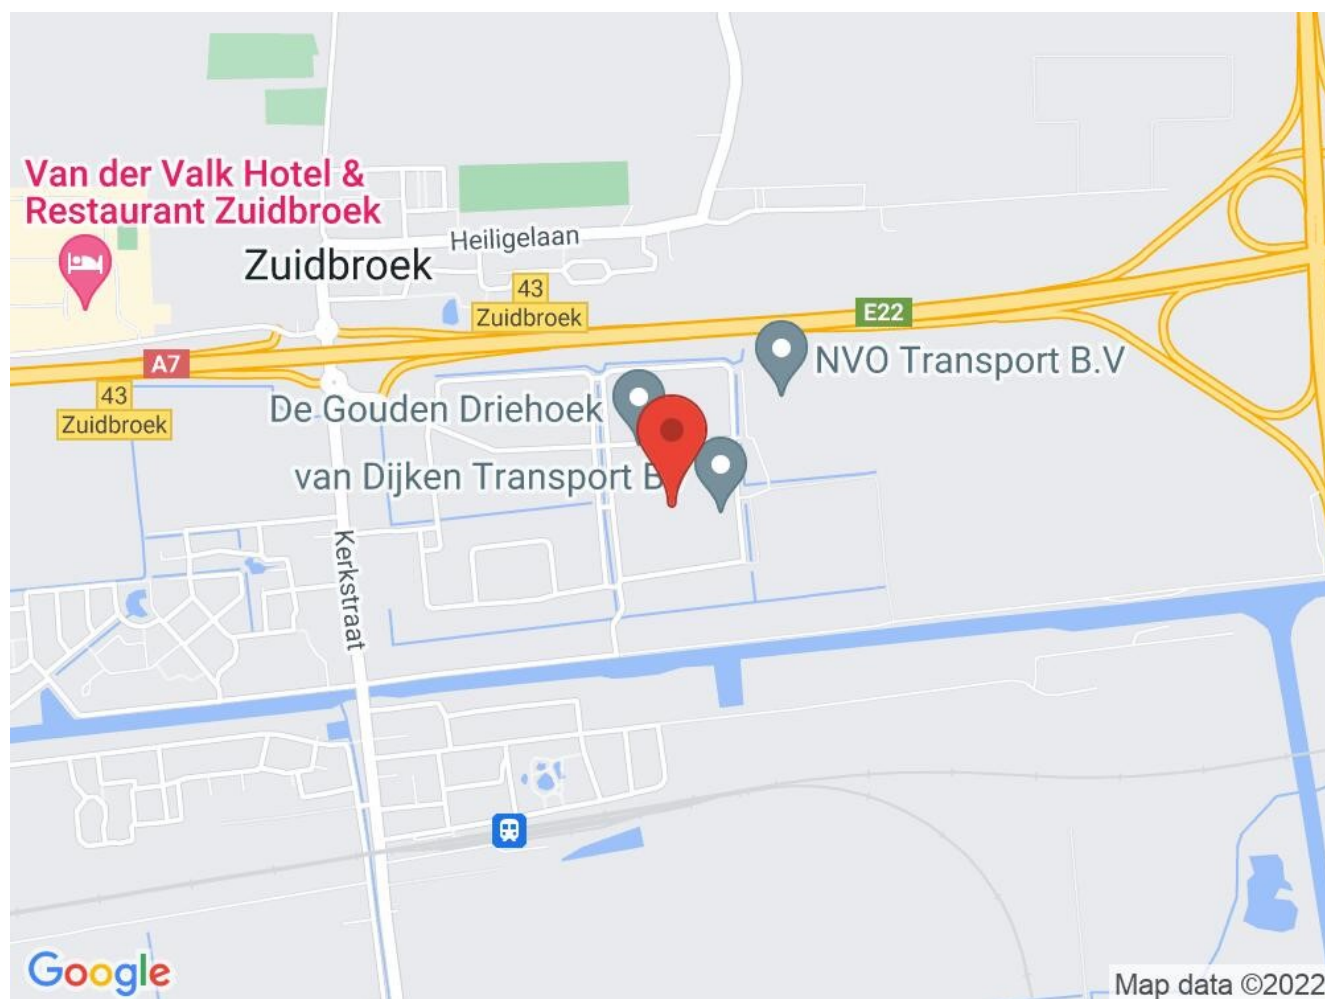 Van der Valk Hotel &
Restaurant Zuidbroek
Heiligelaan
Zuidbroek
43
Zuidbroek
E22
A7
NVO Transport B.V
43
Zuidbroek
De Gouden Driehoek
van Dijken Transport B
Kerkstraat
Google
Map data ©2022